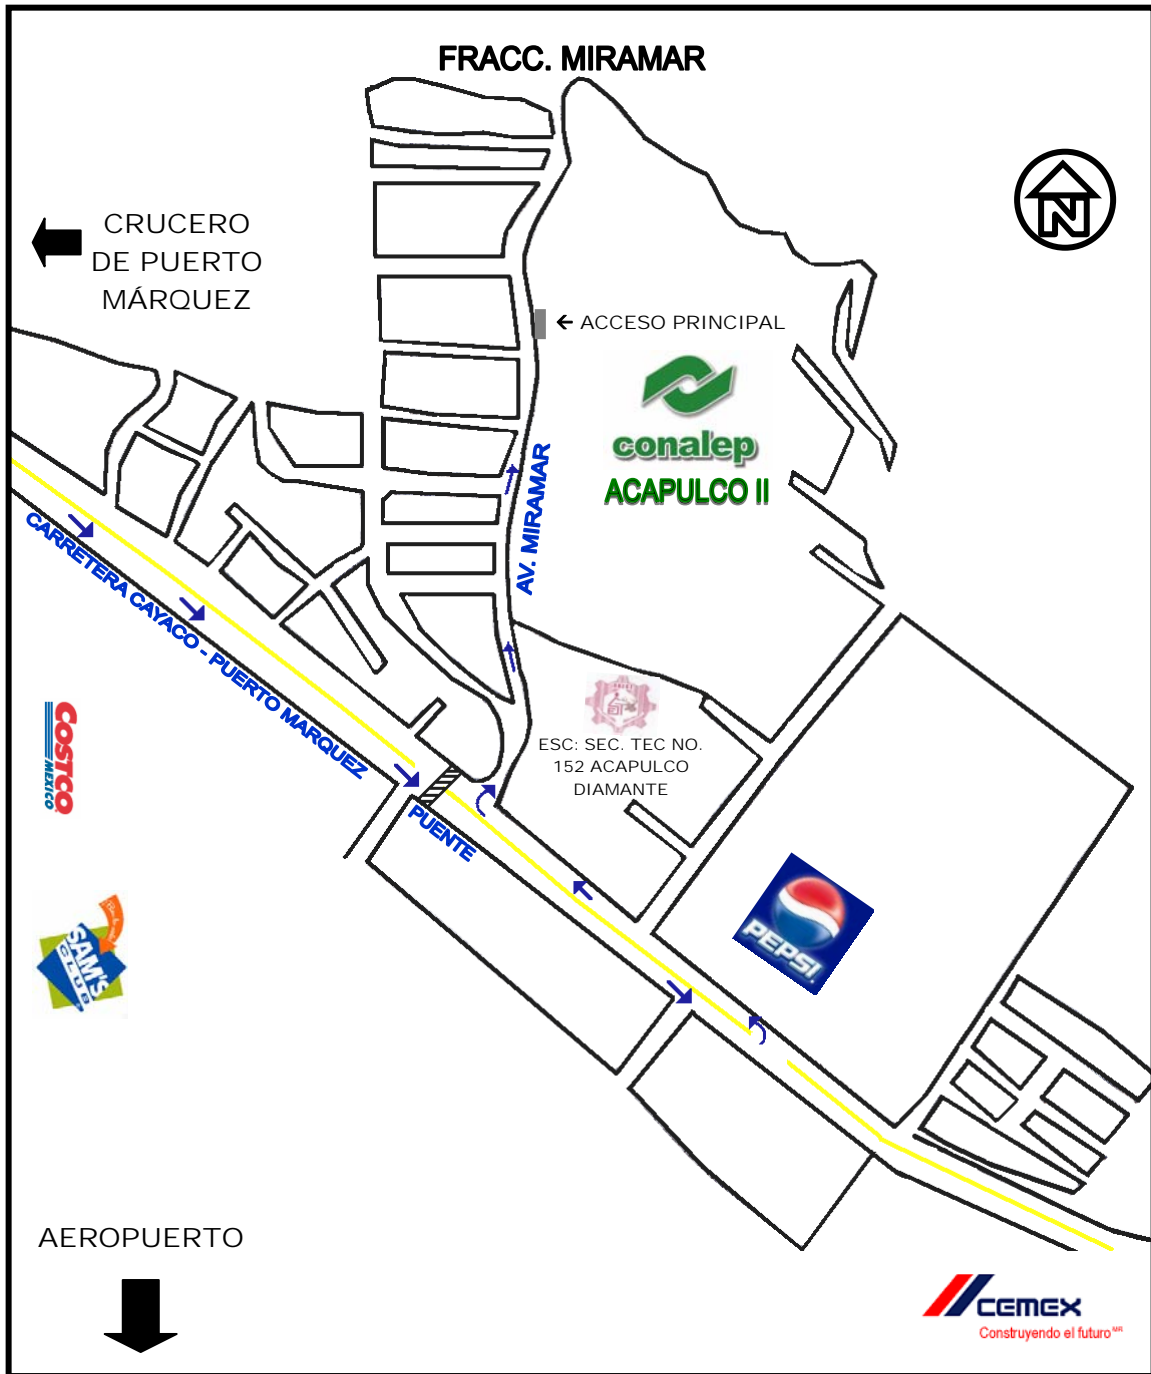 FRACC. MIRAMAR
N
CRUCERO
DE PUERTO
MÁRQUEZ
← ACCESO PRINCIPAL
conalep
ACAPULCO II
AV. MIRAMAR
CARRETERA CAYACO - PUERTO MARQUEZ
ESC: SEC. TEC NO.
152 ACAPULCO
DIAMANTE
COSTCO
MEXICO
PUENTE
SAM'S
CLUB
PEPSI
AEROPUERTO
CEMEX
Construyendo el futuro MR